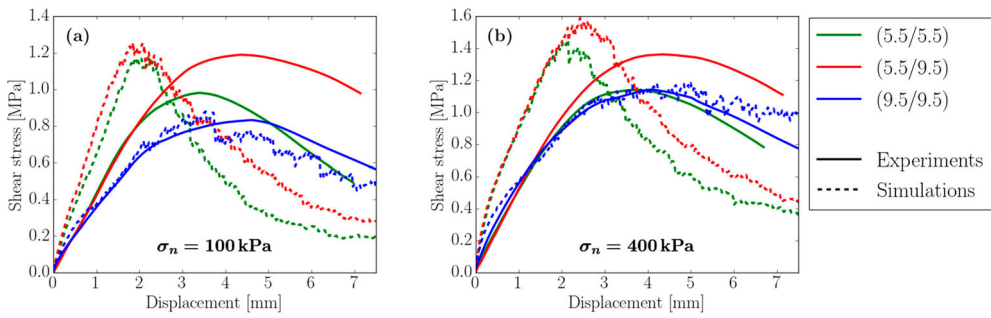 (a)
Shear stress [MPa]
1.4
1.2
1.0
0.8
0.6
0.4
0.2
0.0
σn = 100 kPa
0 1 2 3 4 5 6 7
Displacement [mm]
(b)
Shear stress [MPa]
1.6
1.4
1.2
1.0
0.8
0.6
0.4
0.2
0.0
σn = 400 kPa
0 1 2 3 4 5 6 7
Displacement [mm]
(5.5/5.5)
(5.5/9.5)
(9.5/9.5)
Experiments
Simulations